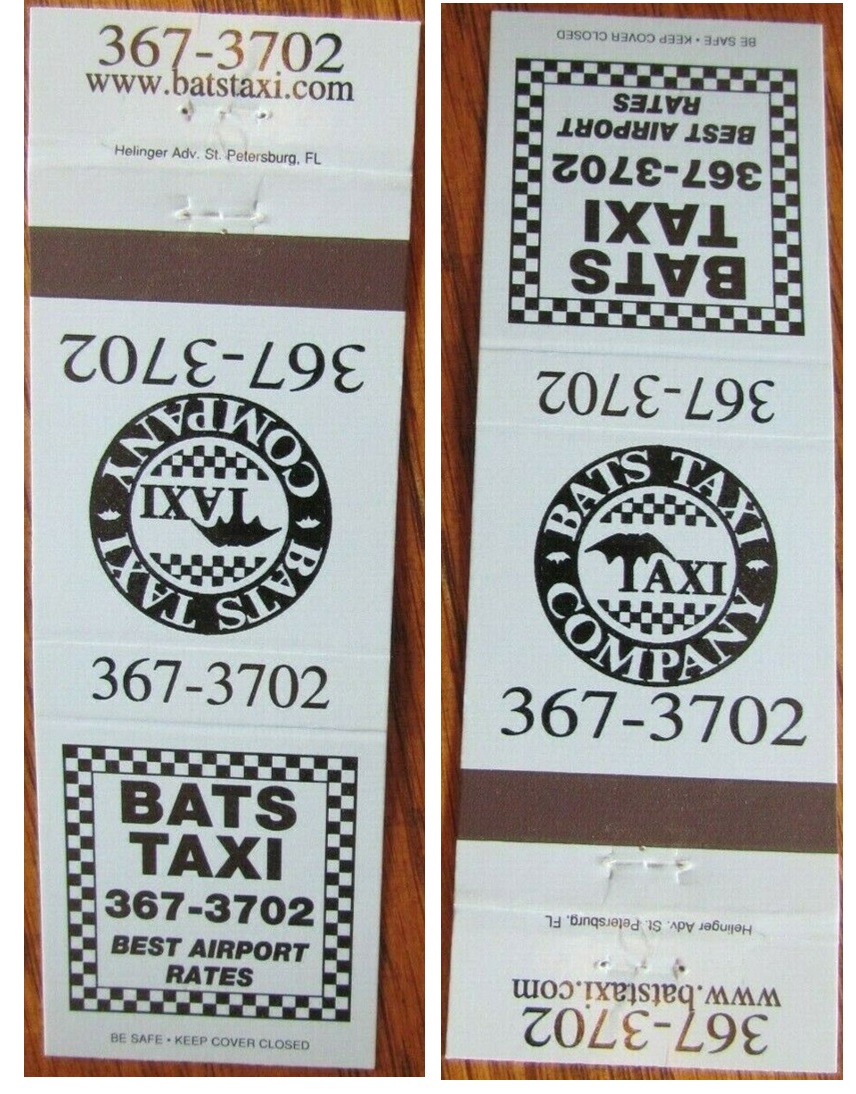 367-3702
www.batstaxi.com
Helinger Adv. St. Petersburg, FL
367-3702
BATS TAXI
COMPANY
TAXI
367-3702
BATS
TAXI
367-3702
BEST AIRPORT
RATES
BE SAFE • KEEP COVER CLOSED
BE SAFE • KEEP COVER CLOSED
BATS
TAXI
367-3702
BEST AIRPORT
RATES
367-3702
BATS TAXI
TAXI
COMPANY
367-3702
Helinger Adv. St. Petersburg, FL
367-3702
www.batstaxi.com